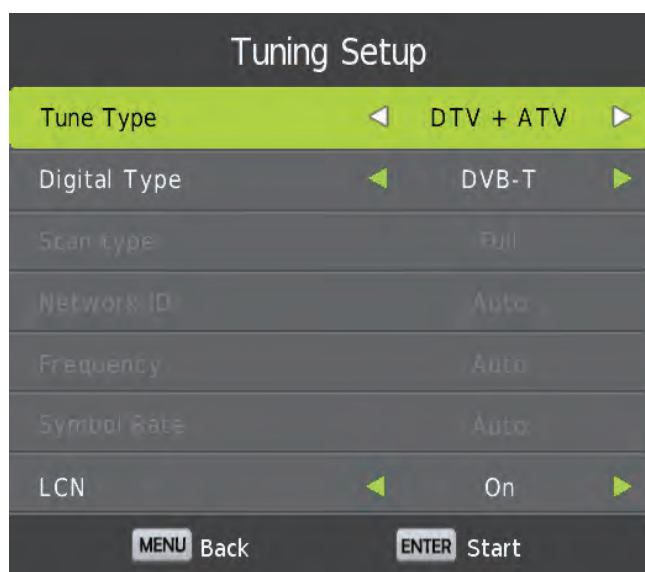 Tuning Setup
Tune Type DTV + ATV
Digital Type DVB-T
Scan type Full
Network ID Auto
Frequency Auto
Symbol Rate Auto
LCN On
MENU Back ENTER Start